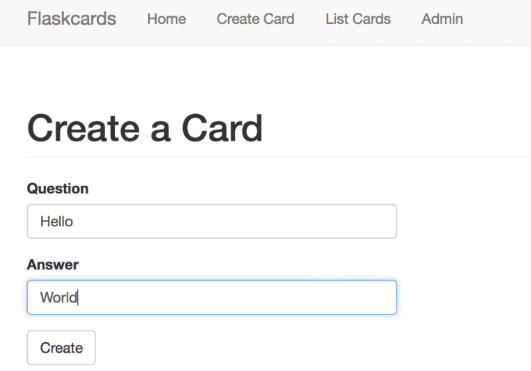 Flaskcards Home Create Card List Cards Admin
Create a Card
Question
Hello
Answer
World
Create